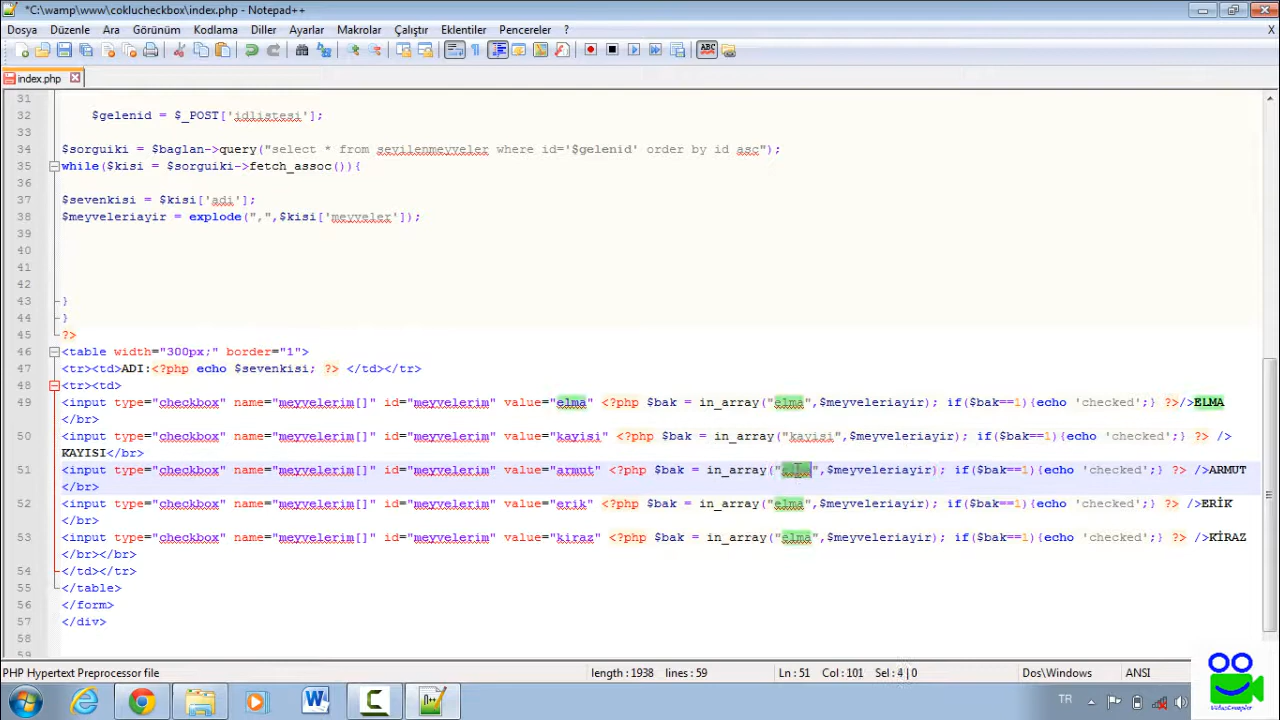 *C:\wamp\www\coklucheckbox\index.php - Notepad++
Dosya Düzenle Ara Görünüm Kodlama Diller Ayarlar Makrolar Çalıştır Eklentiler Pencereler ? X
index.php
31
32 $gelenid = $_POST['idlistesi'];
33
34 $sorguiki = $baglan->query("select * from sevilenmeyveler where id='$gelenid' order by id asc");
35 while($kisi = $sorguiki->fetch_assoc()){
36
37 $sevenkisi = $kisi['adi'];
38 $meyveleriayir = explode(",",$kisi['meyveler']);
39
40
41
42
43 }
44 }
45 ?>
46 <table width="300px;" border="1">
47 <tr><td>ADI:<?php echo $sevenkisi; ?> </td></tr>
48 <tr><td>
49 <input type="checkbox" name="meyvelerim[]" id="meyvelerim" value="elma" <?php $bak = in_array("elma",$meyveleriayir); if($bak==1){echo 'checked';} ?>/>ELMA
</br>
50 <input type="checkbox" name="meyvelerim[]" id="meyvelerim" value="kayisi" <?php $bak = in_array("kayisi",$meyveleriayir); if($bak==1){echo 'checked';} ?> />
KAYISI</br>
51 <input type="checkbox" name="meyvelerim[]" id="meyvelerim" value="armut" <?php $bak = in_array("elma",$meyveleriayir); if($bak==1){echo 'checked';} ?> />ARMUT
</br>
52 <input type="checkbox" name="meyvelerim[]" id="meyvelerim" value="erik" <?php $bak = in_array("elma",$meyveleriayir); if($bak==1){echo 'checked';} ?> />ERİK
</br>
53 <input type="checkbox" name="meyvelerim[]" id="meyvelerim" value="kiraz" <?php $bak = in_array("elma",$meyveleriayir); if($bak==1){echo 'checked';} ?> />KİRAZ
</br></br>
54 </td></tr>
55 </table>
56 </form>
57 </div>
58
59
PHP Hypertext Preprocessor file length : 1938 lines : 59 Ln : 51 Col : 101 Sel : 4 | 0 Dos\Windows ANSI
TR